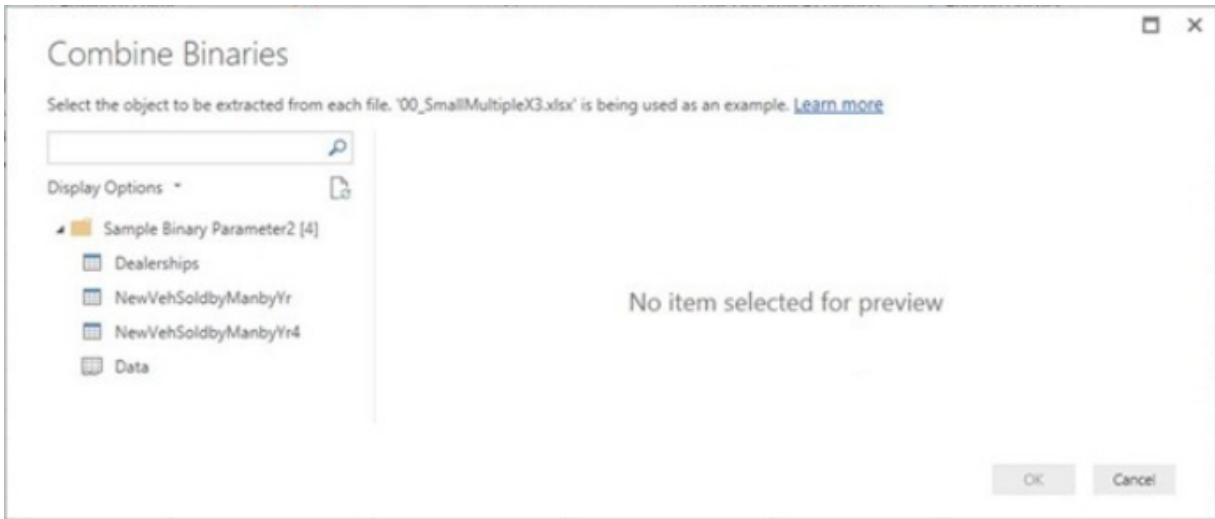 Combine Binaries
Select the object to be extracted from each file. '00_SmallMultipleX3.xlsx' is being used as an example. Learn more
Display Options
Sample Binary Parameter2 [4]
Dealerships
NewVehSoldbyManbyYr
NewVehSoldbyManbyYr4
Data
No item selected for preview
OK
Cancel